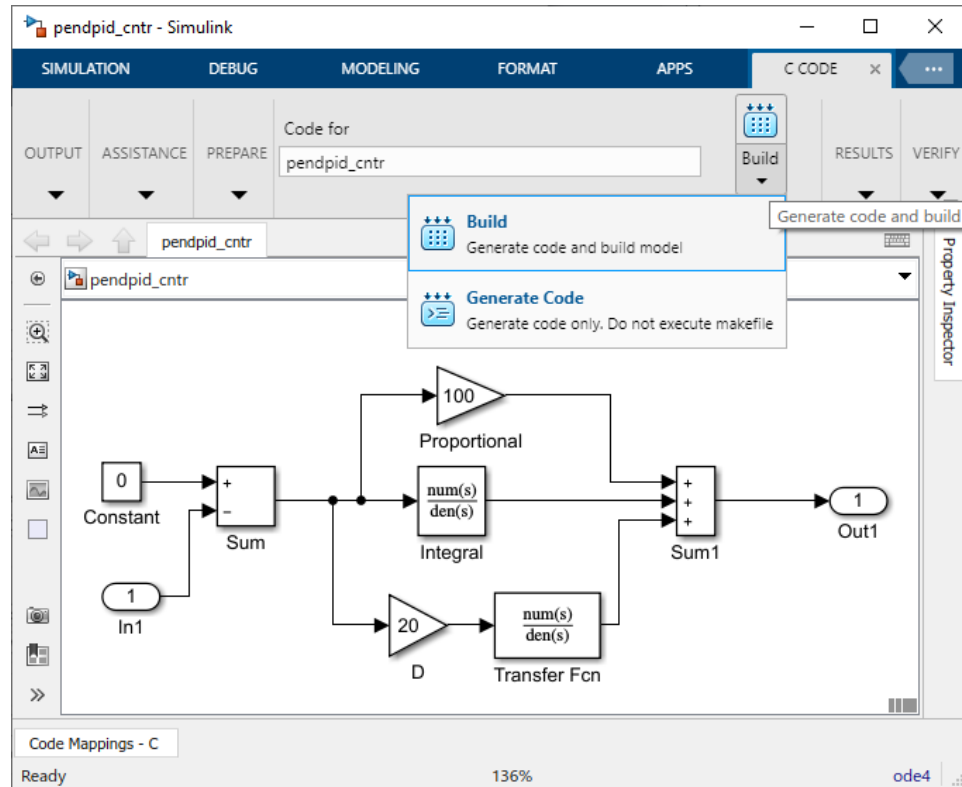 pendpid_cntr - Simulink
SIMULATION DEBUG MODELING FORMAT APPS C CODE
OUTPUT ASSISTANCE PREPARE
Code for
pendpid_cntr
Build
RESULTS VERIFY
Build
Generate code and build model
Generate Code
Generate code only. Do not execute makefile
Generate code and build
pendpid_cntr
pendpid_cntr
Property Inspector
100
Proportional
0
Constant
+
−
Sum
num(s)
den(s)
Integral
+
+
+
Sum1
1
Out1
1
In1
20
D
num(s)
den(s)
Transfer Fcn
Code Mappings - C
Ready 136% ode4